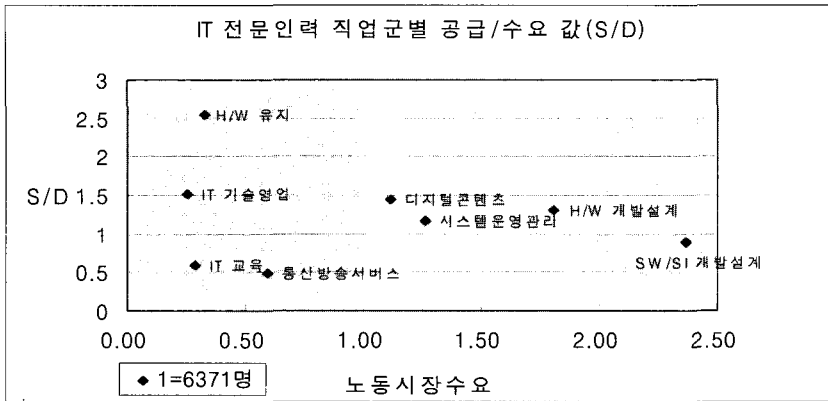 IT 전문인력 직업군별 공급/수요 값(S/D)
3
2.5
2
S/D 1.5
1
0.5
0
H/W 유지
IT 기술영업
디지털콘텐츠
H/W 개발설계
시스템운영관리
SW/SI 개발설계
IT 교육
통신방송서버스
0.00 0.50 1.00 1.50 2.00 2.50
1=6371명
노동시장수요